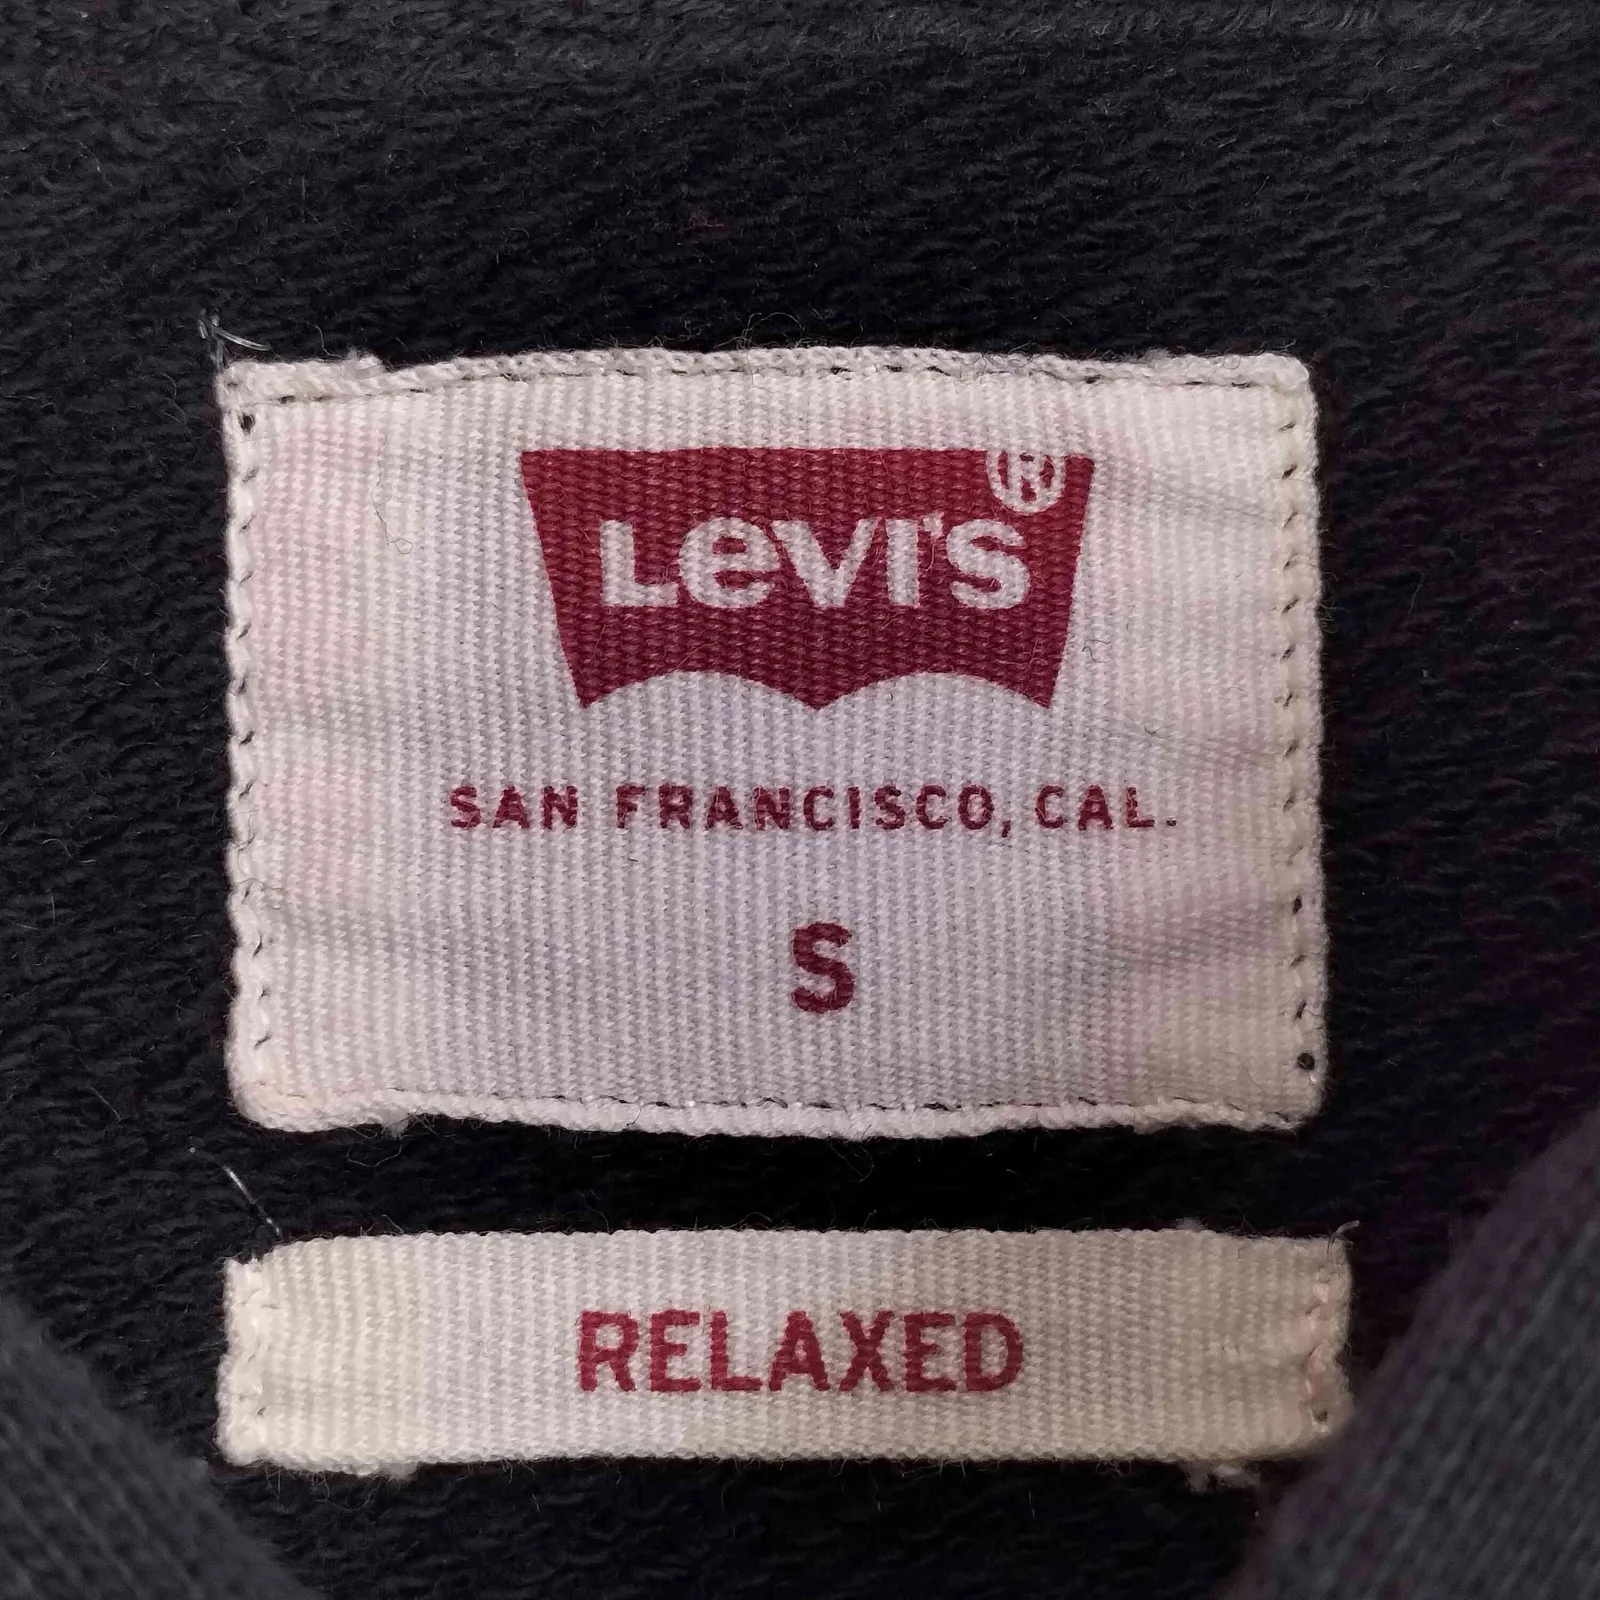 LeVI'S ®
SAN FRANCISCO, CAL.
S
RELAXED